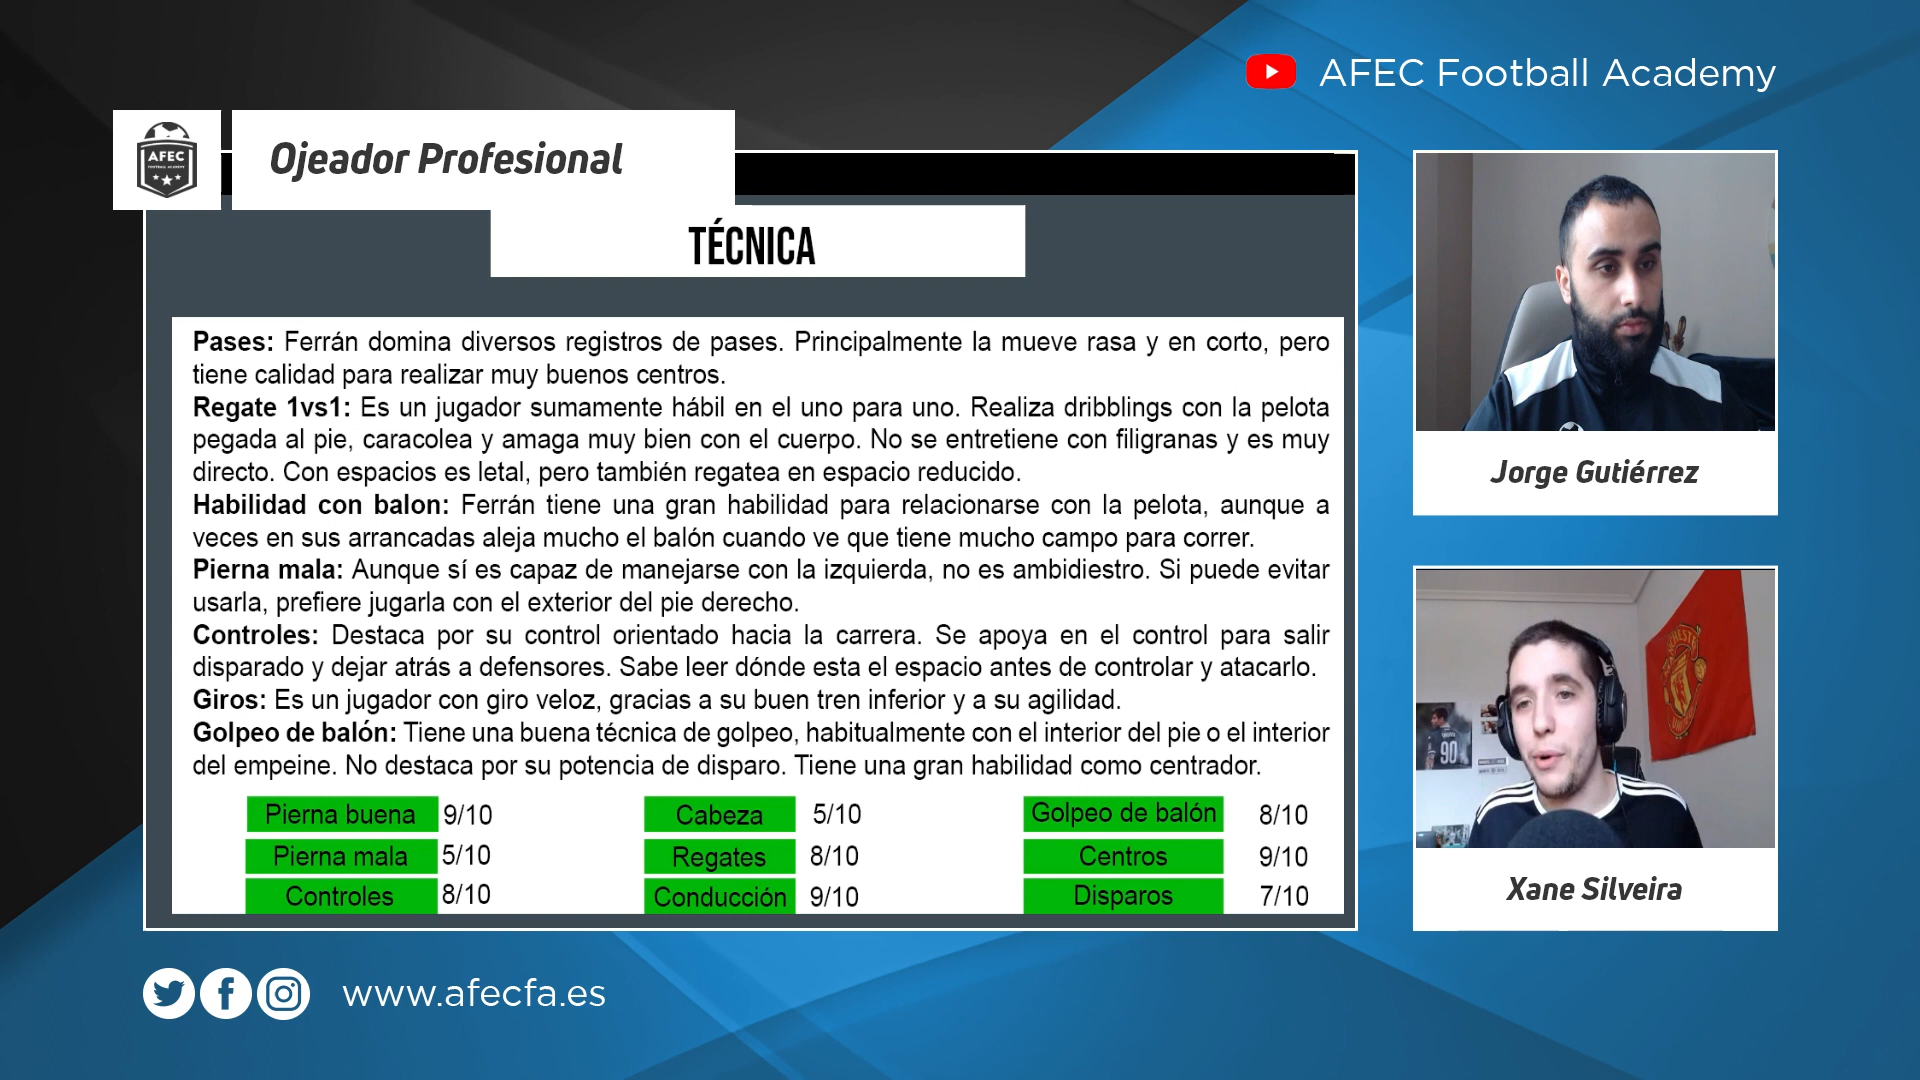 AFEC Football Academy
AFEC
FOOTBALL ACADEMY
Ojeador Profesional
TÉCNICA
Pases: Ferrán domina diversos registros de pases. Principalmente la mueve rasa y en corto, pero
tiene calidad para realizar muy buenos centros.
Regate 1vs1: Es un jugador sumamente hábil en el uno para uno. Realiza dribblings con la pelota
pegada al pie, caracolea y amaga muy bien con el cuerpo. No se entretiene con filigranas y es muy
directo. Con espacios es letal, pero también regatea en espacio reducido.
Habilidad con balon: Ferrán tiene una gran habilidad para relacionarse con la pelota, aunque a
veces en sus arrancadas aleja mucho el balón cuando ve que tiene mucho campo para correr.
Pierna mala: Aunque sí es capaz de manejarse con la izquierda, no es ambidiestro. Si puede evitar
usarla, prefiere jugarla con el exterior del pie derecho.
Controles: Destaca por su control orientado hacia la carrera. Se apoya en el control para salir
disparado y dejar atrás a defensores. Sabe leer dónde esta el espacio antes de controlar y atacarlo.
Giros: Es un jugador con giro veloz, gracias a su buen tren inferior y a su agilidad.
Golpeo de balón: Tiene una buena técnica de golpeo, habitualmente con el interior del pie o el interior
del empeine. No destaca por su potencia de disparo. Tiene una gran habilidad como centrador.
Pierna buena 9/10 Cabeza 5/10 Golpeo de balón 8/10
Pierna mala 5/10 Regates 8/10 Centros 9/10
Controles 8/10 Conducción 9/10 Disparos 7/10
Jorge Gutiérrez
90
Xane Silveira
www.afecfa.es